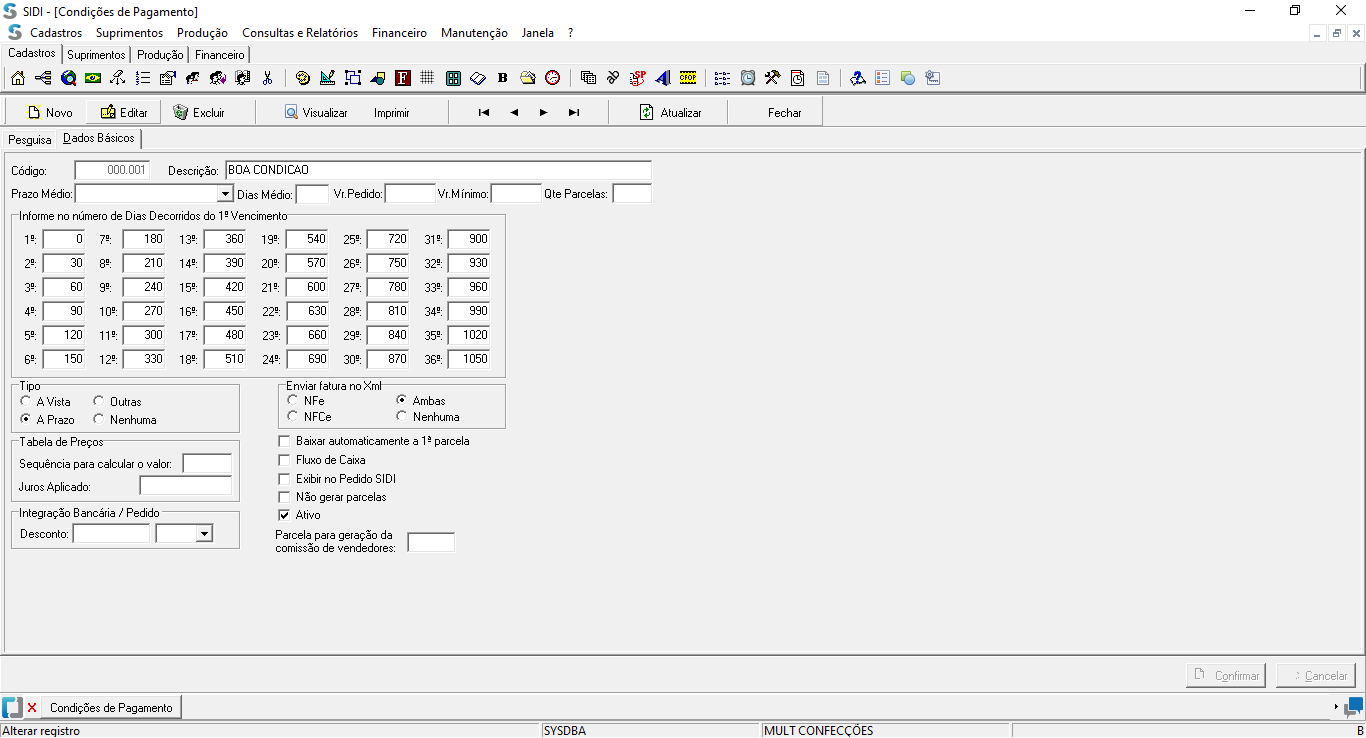 SIDI - [Condições de Pagamento]
Cadastros Suprimentos Produção Consultas e Relatórios Financeiro Manutenção Janela ?
Cadastros Suprimentos Produção Financeiro
F B SP CFOP
Novo Editar Excluir Visualizar Imprimir Atualizar Fechar
Pesquisa Dados Básicos
Código: 000.001 Descrição: BOA CONDICAO
Prazo Médio: Dias Médio: Vr.Pedido: Vr.Mínimo: Qte Parcelas:
Informe no número de Dias Decorridos do 1º Vencimento
1º: 0 7º: 180 13º: 360 19º: 540 25º: 720 31º: 900
2º: 30 8º: 210 14º: 390 20º: 570 26º: 750 32º: 930
3º: 60 9º: 240 15º: 420 21º: 600 27º: 780 33º: 960
4º: 90 10º: 270 16º: 450 22º: 630 28º: 810 34º: 990
5º: 120 11º: 300 17º: 480 23º: 660 29º: 840 35º: 1020
6º: 150 12º: 330 18º: 510 24º: 690 30º: 870 36º: 1050
Tipo
A Vista Outras
A Prazo Nenhuma
Enviar fatura no Xml
NFe Ambas
NFCe Nenhuma
Tabela de Preços
Sequência para calcular o valor:
Juros Aplicado:
Integração Bancária / Pedido
Desconto:
Baixar automaticamente a 1ª parcela
Fluxo de Caixa
Exibir no Pedido SIDI
Não gerar parcelas
Ativo
Parcela para geração da
comissão de vendedores:
Confirmar Cancelar
Condições de Pagamento
Alterar registro SYSDBA MULT CONFECÇÕES B